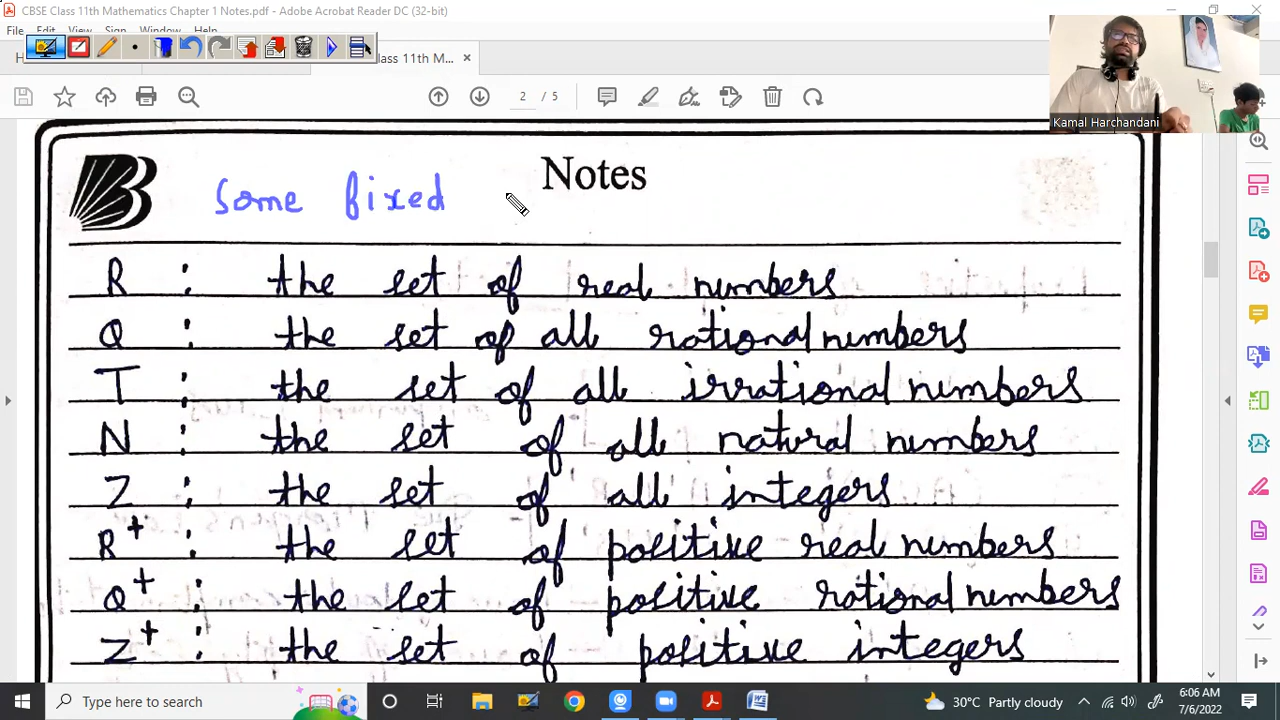 CBSE Class 11th Mathematics Chapter 1 Notes.pdf - Adobe Acrobat Reader DC (32-bit)
File Edit View Sign Window Help
H
lass 11th M... ×
2 / 5
Kamal Harchandani
Notes
Some fixed
R : the set of real numbers
Q : the set of all rational numbers
T : the set of all irrational numbers
N : the set of all natural numbers
Z : the set of all integers
R+ : the set of positive real numbers
Q+ : the set of positive rational numbers
Z+ : the set of positive integers
Type here to search
30°C Partly cloudy
6:06 AM
7/6/2022